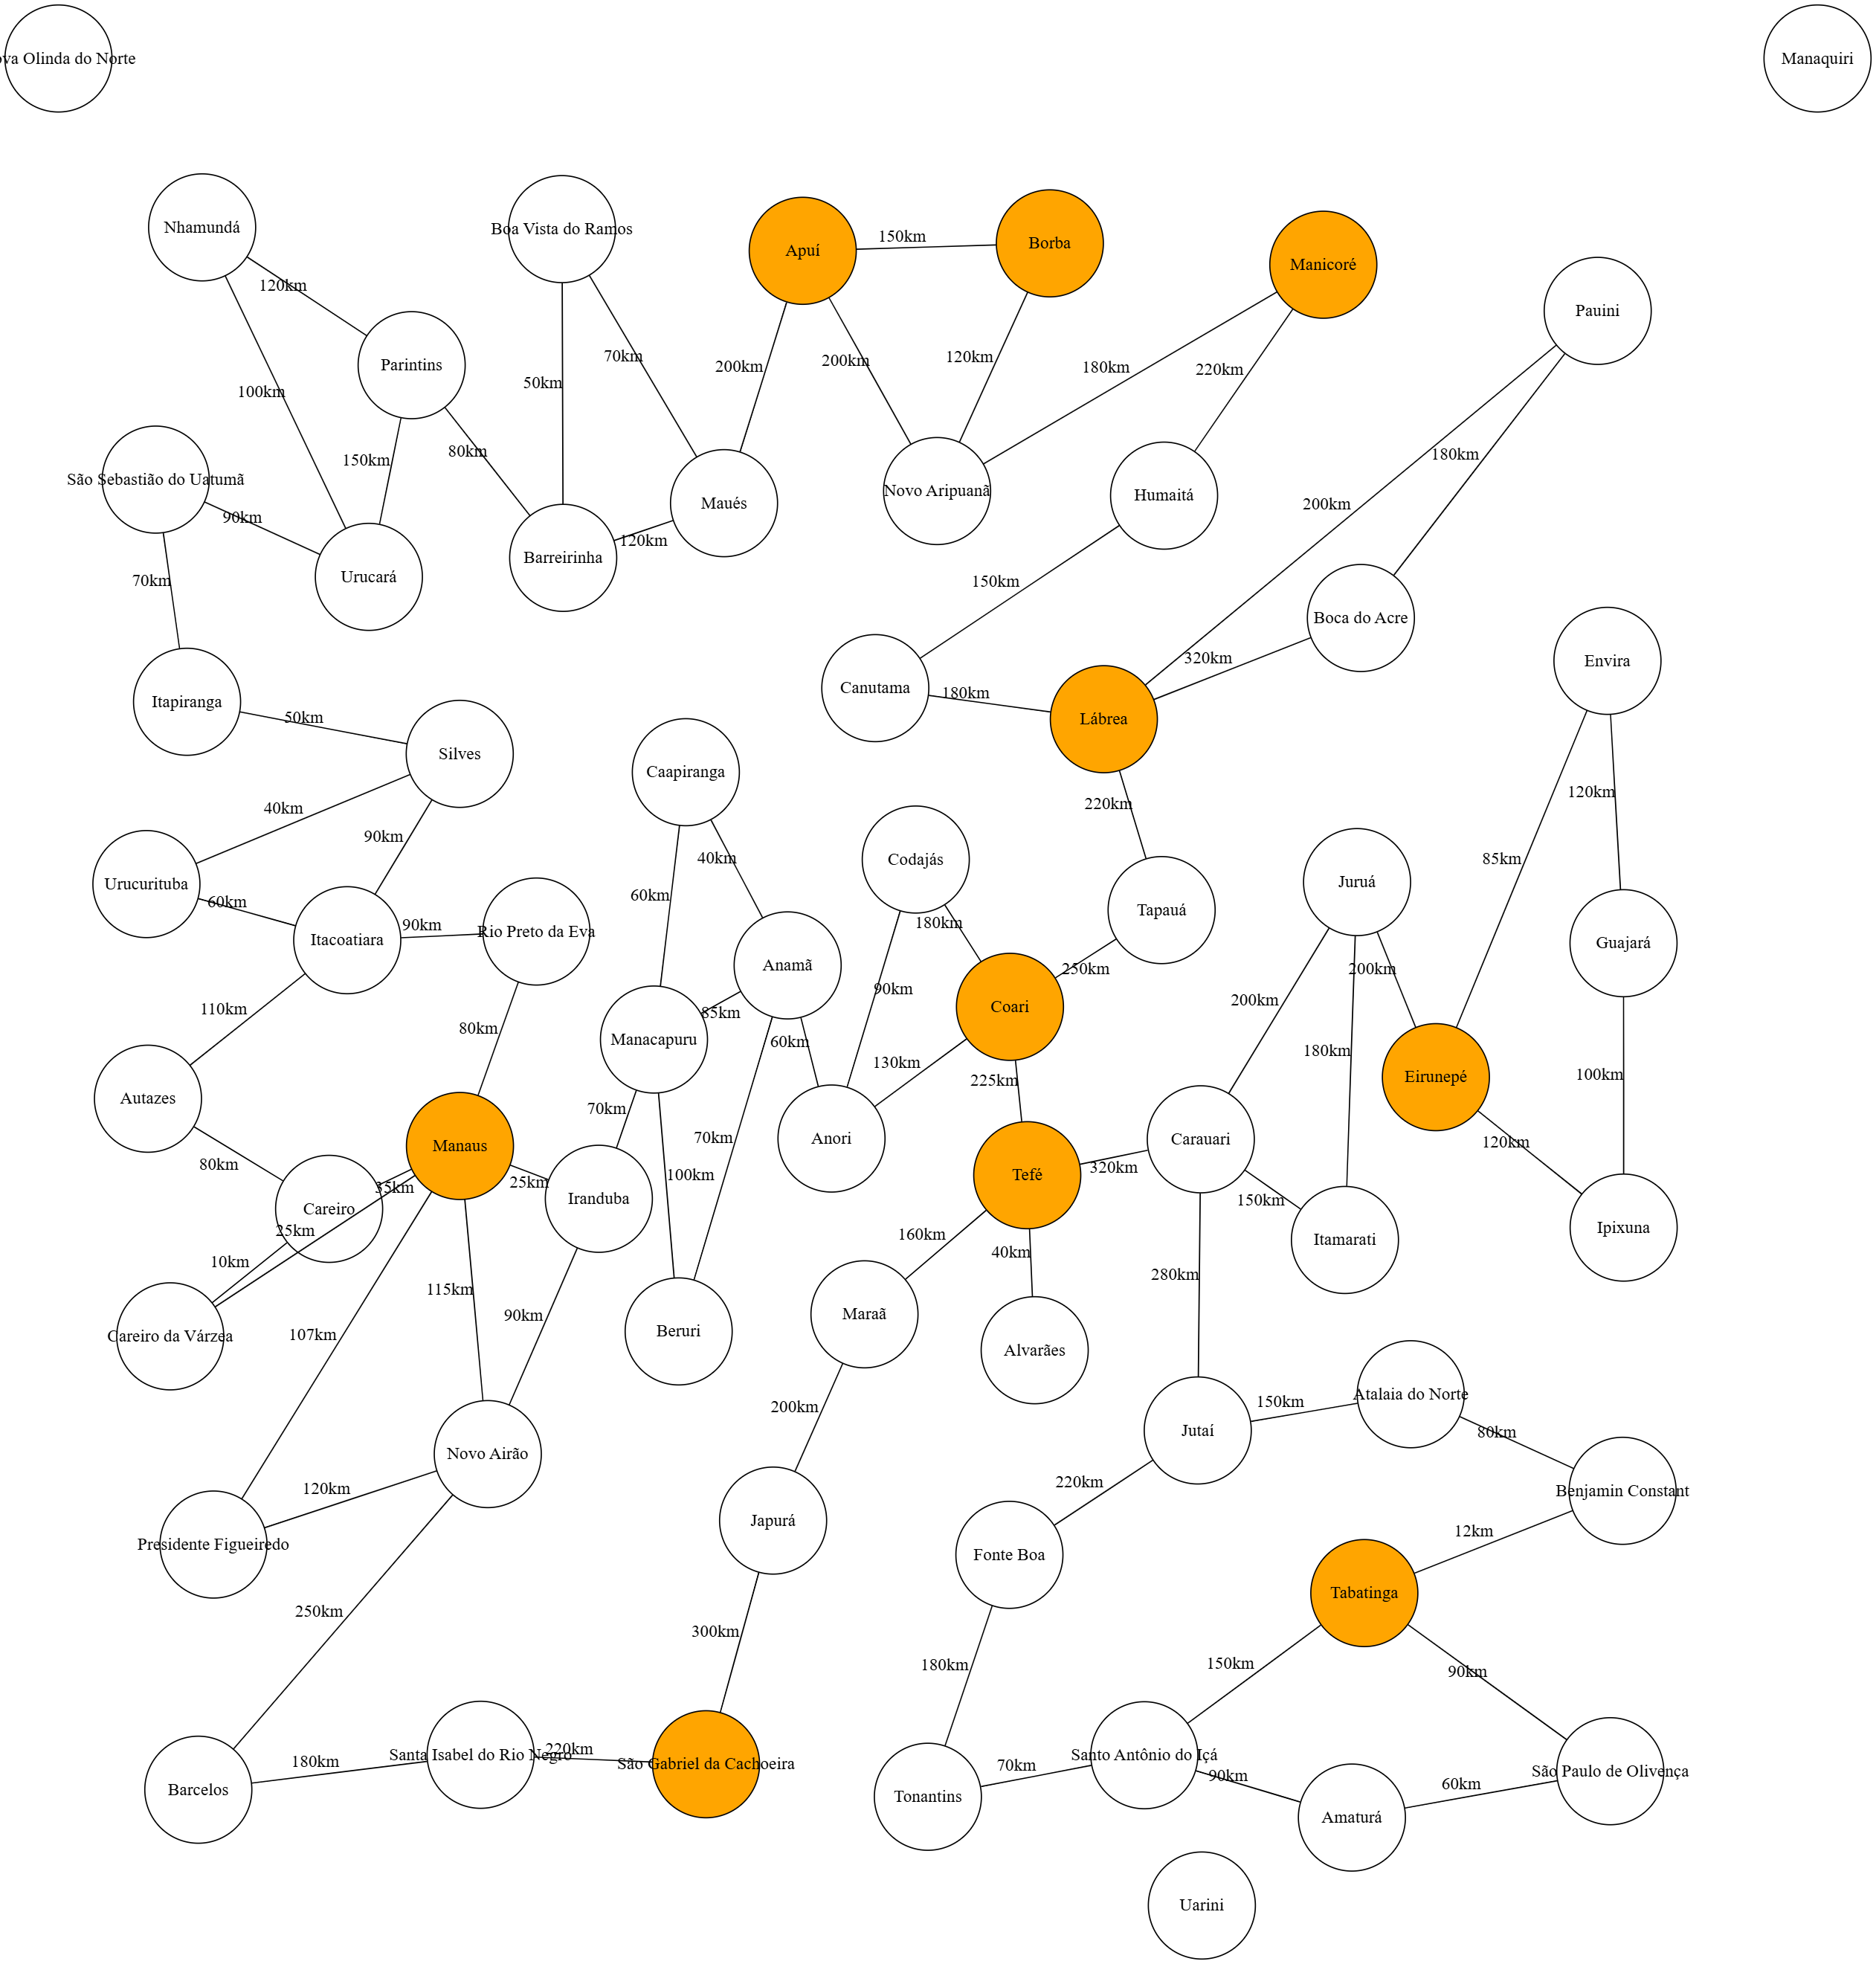 ova Olinda do Norte
Manaquiri
Nhamundá
Boa Vista do Ramos
Apuí
150km
Borba
Manicoré
Pauini
120km
Parintins
100km
50km
70km
200km
200km
120km
180km
220km
180km
150km
80km
São Sebastião do Uatumã
90km
Maués
Novo Aripuanã
Humaitá
200km
120km
Barreirinha
Urucará
70km
150km
Boca do Acre
Envira
320km
Itapiranga
50km
Silves
Canutama
180km
Lábrea
Caapiranga
40km
90km
40km
Codajás
220km
120km
85km
Urucurituba
60km
60km
Juruá
Itacoatiara
90km
Rio Preto da Eva
180km
Tapauá
Guajará
Anamã
250km
200km
90km
110km
85km
Coari
200km
80km
Manacapuru
60km
130km
225km
180km
Eirunepé
100km
Autazes
Manaus
70km
70km
Anori
Carauari
120km
80km
35km
25km
100km
Tefé
320km
Careiro
Iranduba
150km
25km
160km
40km
Itamarati
Ipixuna
10km
115km
280km
Careiro da Várzea
107km
90km
Beruri
Maraã
Alvarães
200km
150km
Atalaia do Norte
Jutaí
80km
Novo Airão
120km
220km
Benjamin Constant
Presidente Figueiredo
Japurá
Fonte Boa
12km
Tabatinga
250km
300km
180km
150km
90km
Barcelos
180km
Santa Isabel do Rio Negro
220km
São Gabriel da Cachoeira
Tonantins
70km
Santo Antônio do Içá
90km
Amaturá
60km
São Paulo de Olivença
Uarini